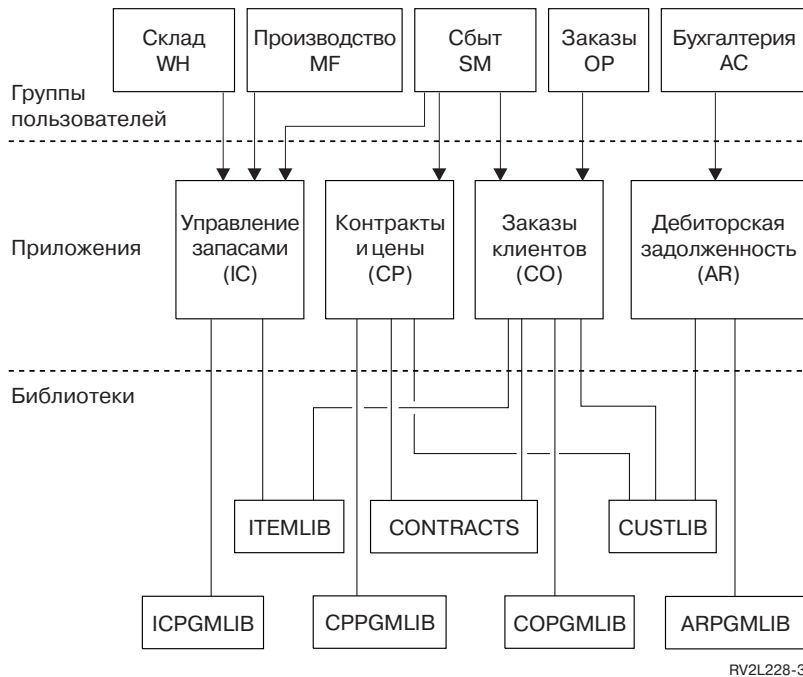 Склад
WH
Производство
MF
Сбыт
SM
Заказы
OP
Бухгалтерия
AC
Группы
пользователей
Приложения
Управление
запасами
(IC)
Контракты
и цены
(CP)
Заказы
клиентов
(CO)
Дебиторская
задолженность
(AR)
Библиотеки
ITEMLIB
CONTRACTS
CUSTLIB
ICPGMLIB
CPPGMLIB
COPGMLIB
ARPGMLIB
RV2L228-3